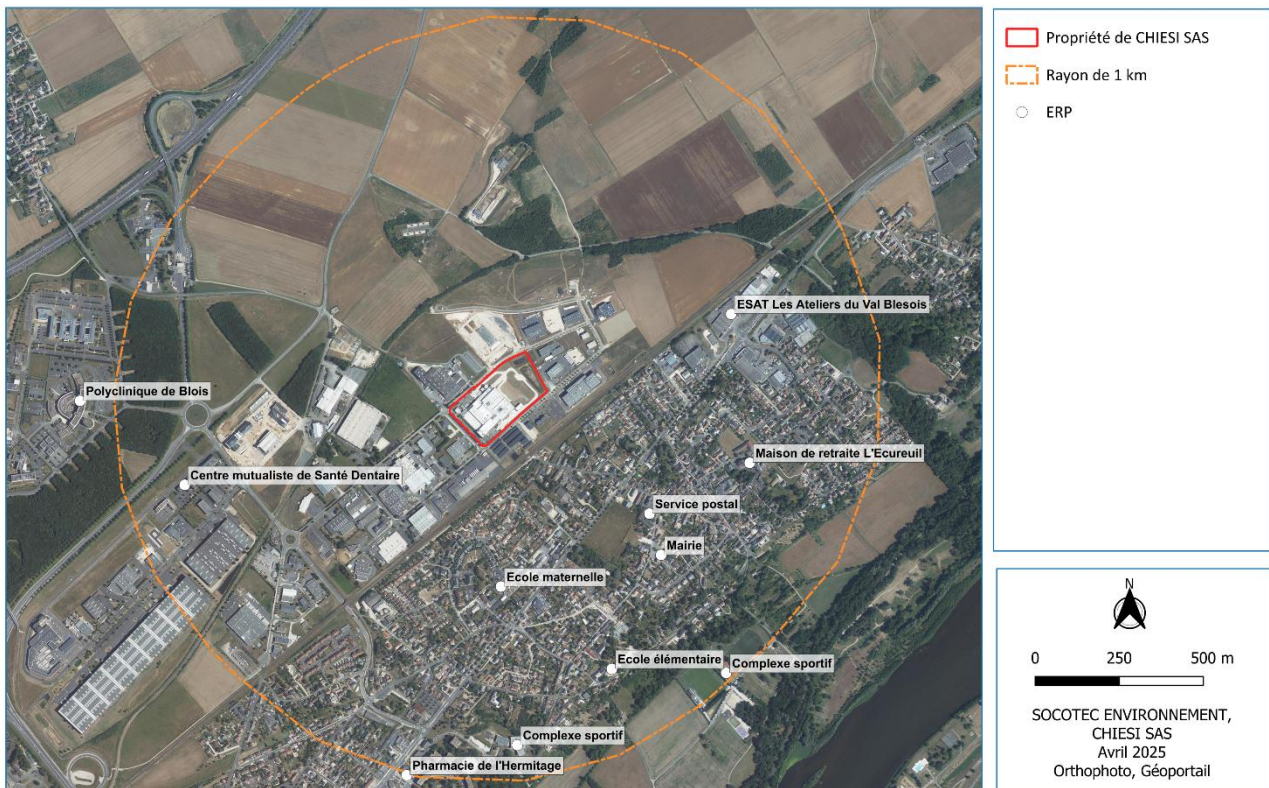 ESAT Les Ateliers du Val Blesois
Polyclinique de Blois
Maison de retraite L'Ecureuil
Centre mutualiste de Santé Dentaire
Service postal
Mairie
Ecole maternelle
Ecole élémentaire
Complexe sportif
Complexe sportif
Pharmacie de l'Hermitage
Propriété de CHIESI SAS
Rayon de 1 km
ERP
N
0 250 500 m
SOCOTEC ENVIRONNEMENT,
CHIESI SAS
Avril 2025
Orthophoto, Géoportail